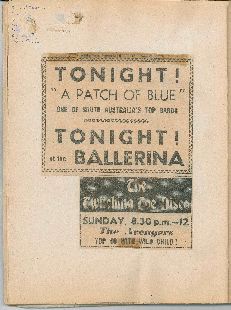 TONIGHT!
"A PATCH OF BLUE"
ONE OF SOUTH AUSTRALIA'S TOP BANDS
TONIGHT!
at the BALLERINA
The
SUNDAY, 8.30 p.m.—12
The Avengers